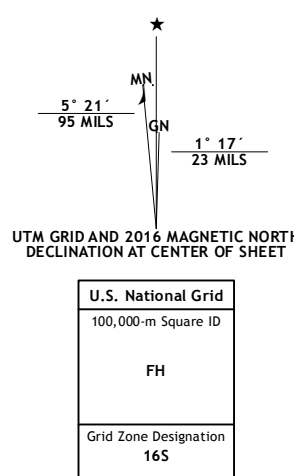 ★
MN.
GN
5° 21´
95 MILS
1° 17´
23 MILS
UTM GRID AND 2016 MAGNETIC NORTH
DECLINATION AT CENTER OF SHEET
U.S. National Grid
100,000-m Square ID
FH
Grid Zone Designation
16S